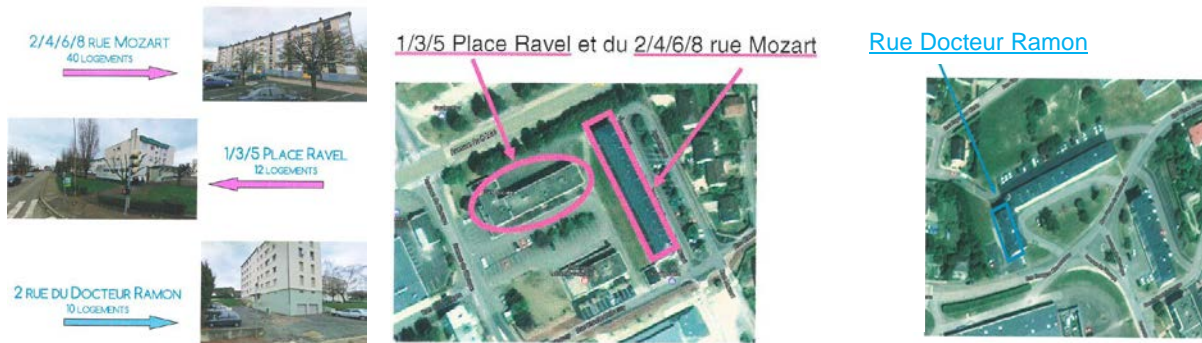 2/4/6/8 RUE MOZART
40 LOGEMENTS
1/3/5 PLACE RAVEL
12 LOGEMENTS
2 RUE DU DOCTEUR RAMON
10 LOGEMENTS
1/3/5 Place Ravel et du 2/4/6/8 rue Mozart
Rue Docteur Ramon